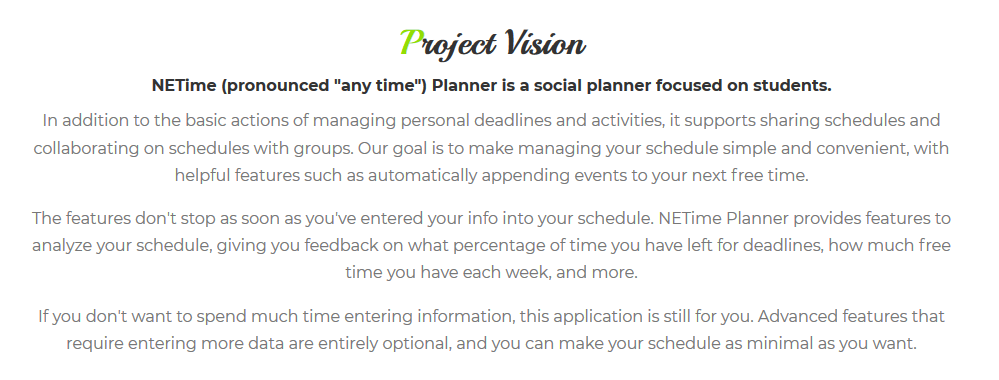 Project Vision
NETime (pronounced "any time") Planner is a social planner focused on students.
In addition to the basic actions of managing personal deadlines and activities, it supports sharing schedules and
collaborating on schedules with groups. Our goal is to make managing your schedule simple and convenient, with
helpful features such as automatically appending events to your next free time.
The features don't stop as soon as you've entered your info into your schedule. NETime Planner provides features to
analyze your schedule, giving you feedback on what percentage of time you have left for deadlines, how much free
time you have each week, and more.
If you don't want to spend much time entering information, this application is still for you. Advanced features that
require entering more data are entirely optional, and you can make your schedule as minimal as you want.